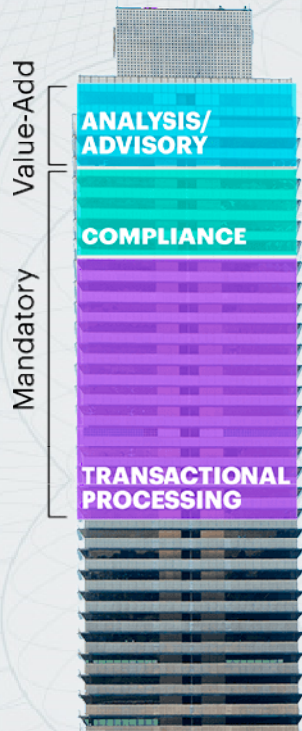 Value-Add
ANALYSIS/
ADVISORY
Mandatory
COMPLIANCE
TRANSACTIONAL
PROCESSING